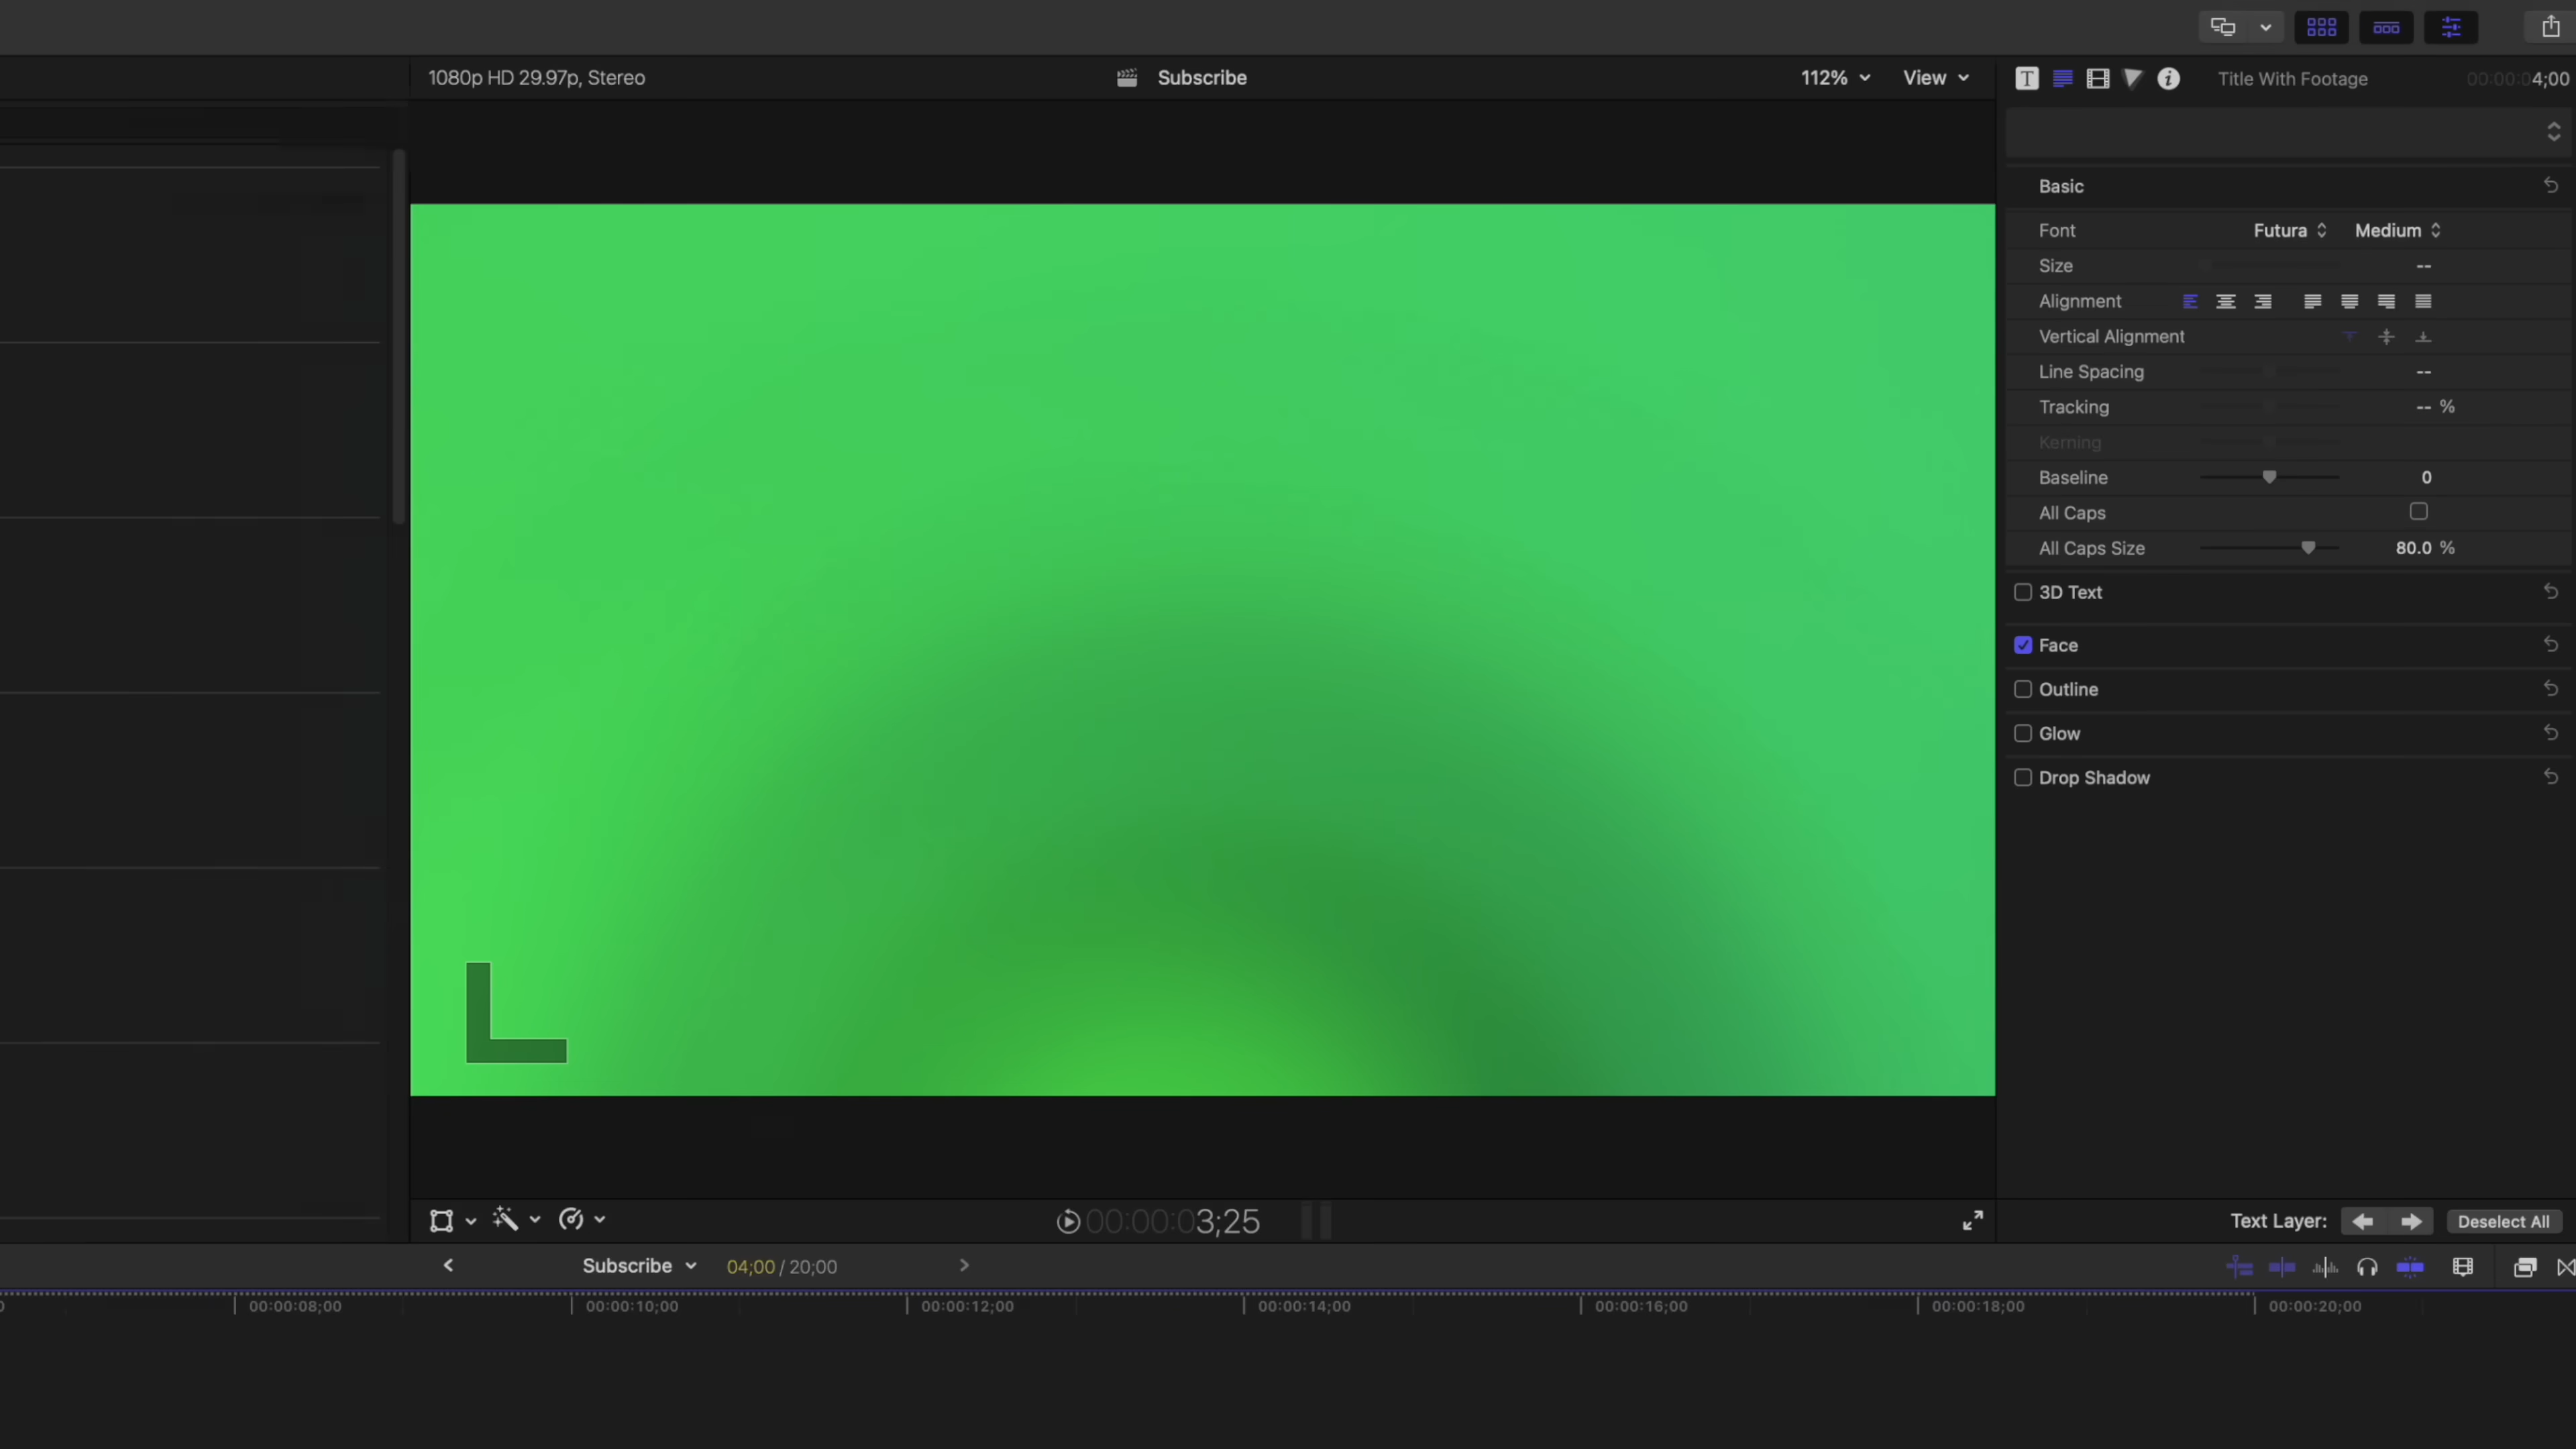 1080p HD 29.97p, Stereo
Subscribe
112%
View
Title With Footage
00:00:04;00
Basic
Font
Futura
Medium
Size
--
Alignment
Vertical Alignment
Line Spacing
--
Tracking
-- %
Kerning
Baseline
0
All Caps
All Caps Size
80.0 %
3D Text
Face
Outline
Glow
Drop Shadow
00:00:03;25
Text Layer:
Deselect All
Subscribe
04;00 / 20;00
00:00:08;00
00:00:10;00
00:00:12;00
00:00:14;00
00:00:16;00
00:00:18;00
00:00:20;00